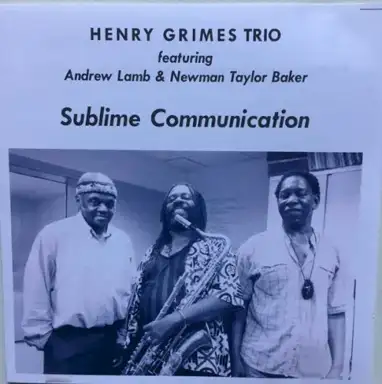 HENRY GRIMES TRIO
featuring
Andrew Lamb & Newman Taylor Baker
Sublime Communication